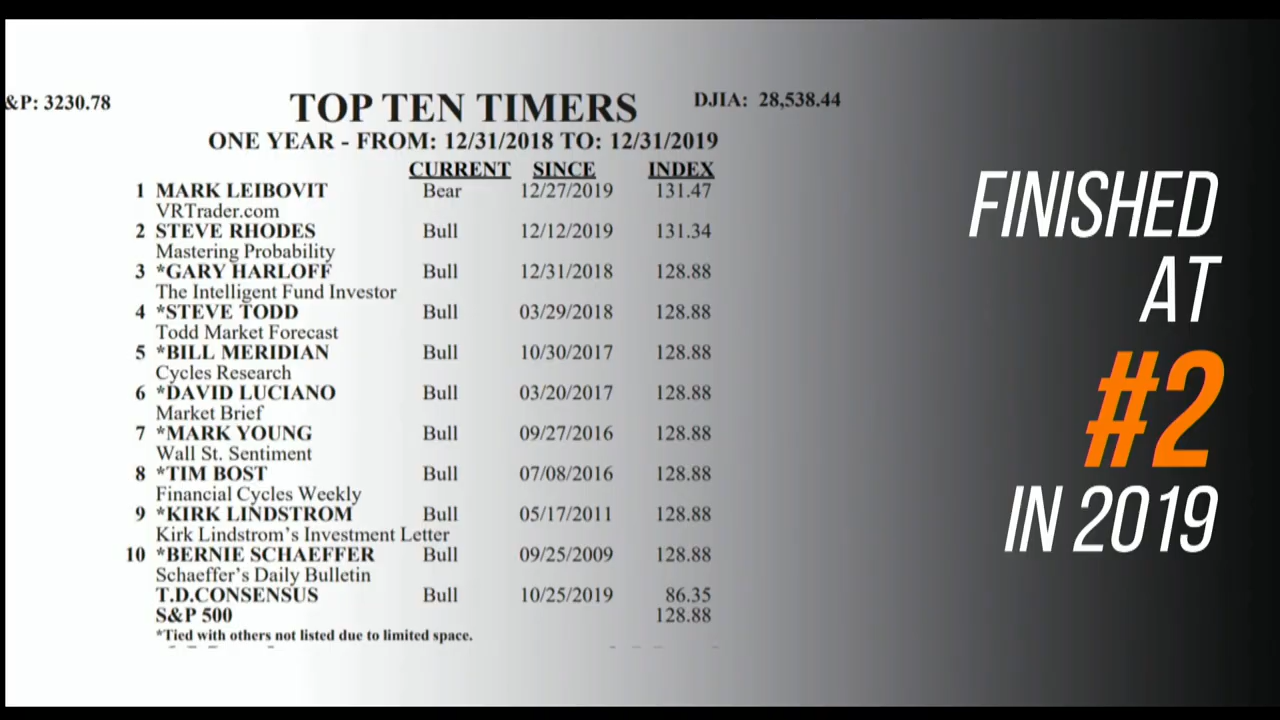 &P: 3230.78
TOP TEN TIMERS
DJIA: 28,538.44
ONE YEAR - FROM: 12/31/2018 TO: 12/31/2019
CURRENT SINCE INDEX
1 MARK LEIBOVIT Bear 12/27/2019 131.47
VRTrader.com
2 STEVE RHODES Bull 12/12/2019 131.34
Mastering Probability
3 *GARY HARLOFF Bull 12/31/2018 128.88
The Intelligent Fund Investor
4 *STEVE TODD Bull 03/29/2018 128.88
Todd Market Forecast
5 *BILL MERIDIAN Bull 10/30/2017 128.88
Cycles Research
6 *DAVID LUCIANO Bull 03/20/2017 128.88
Market Brief
7 *MARK YOUNG Bull 09/27/2016 128.88
Wall St. Sentiment
8 *TIM BOST Bull 07/08/2016 128.88
Financial Cycles Weekly
9 *KIRK LINDSTROM Bull 05/17/2011 128.88
Kirk Lindstrom's Investment Letter
10 *BERNIE SCHAEFFER Bull 09/25/2009 128.88
Schaeffer's Daily Bulletin
T.D.CONSENSUS Bull 10/25/2019 86.35
S&P 500 128.88
*Tied with others not listed due to limited space.
FINISHED
AT
#2
IN 2019